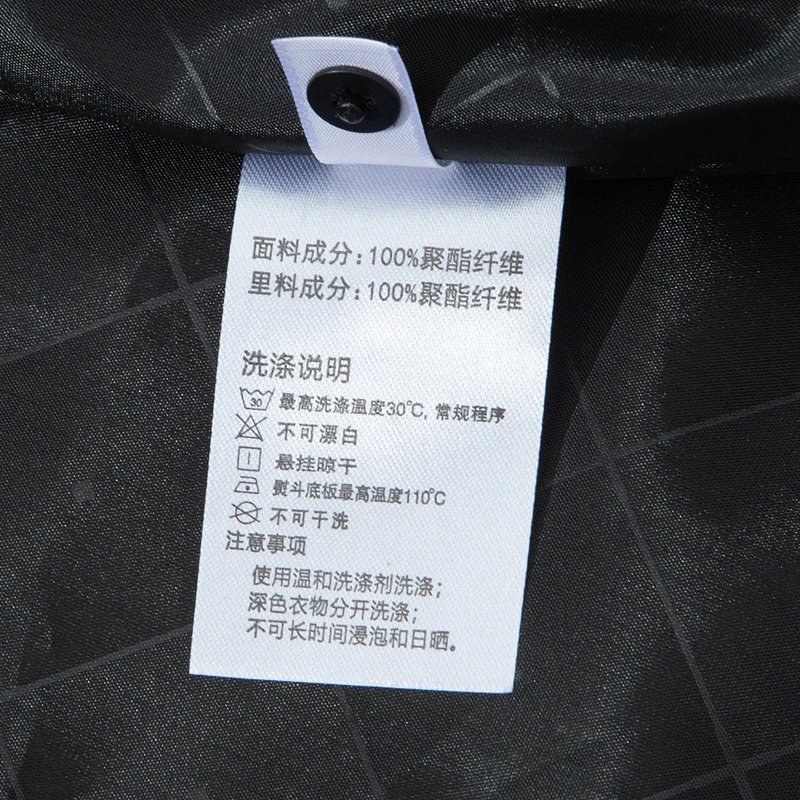 面料成分:100%聚酯纤维
里料成分:100%聚酯纤维
洗涤说明
30 最高洗涤温度30℃, 常规程序
不可漂白
悬挂晾干
熨斗底板最高温度110℃
不可干洗
注意事项
使用温和洗涤剂洗涤;
深色衣物分开洗涤;
不可长时间浸泡和日晒。